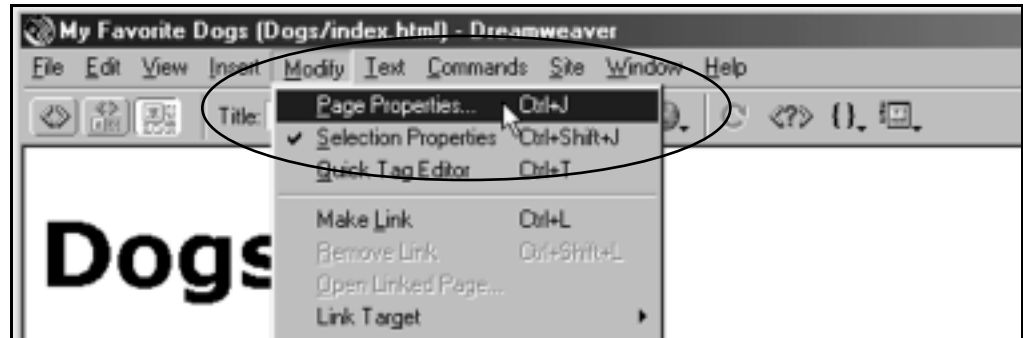 My Favorite Dogs (Dogs/index.html) - Dreamweaver
File Edit View Insert Modify Text Commands Site Window Help
Title:
Page Properties... Ctrl+J
Selection Properties Ctrl+Shift+J
Quick Tag Editor Ctrl+T
Make Link Ctrl+L
Remove Link Ctrl+Shift+L
Open Linked Page...
Link Target
Dogs